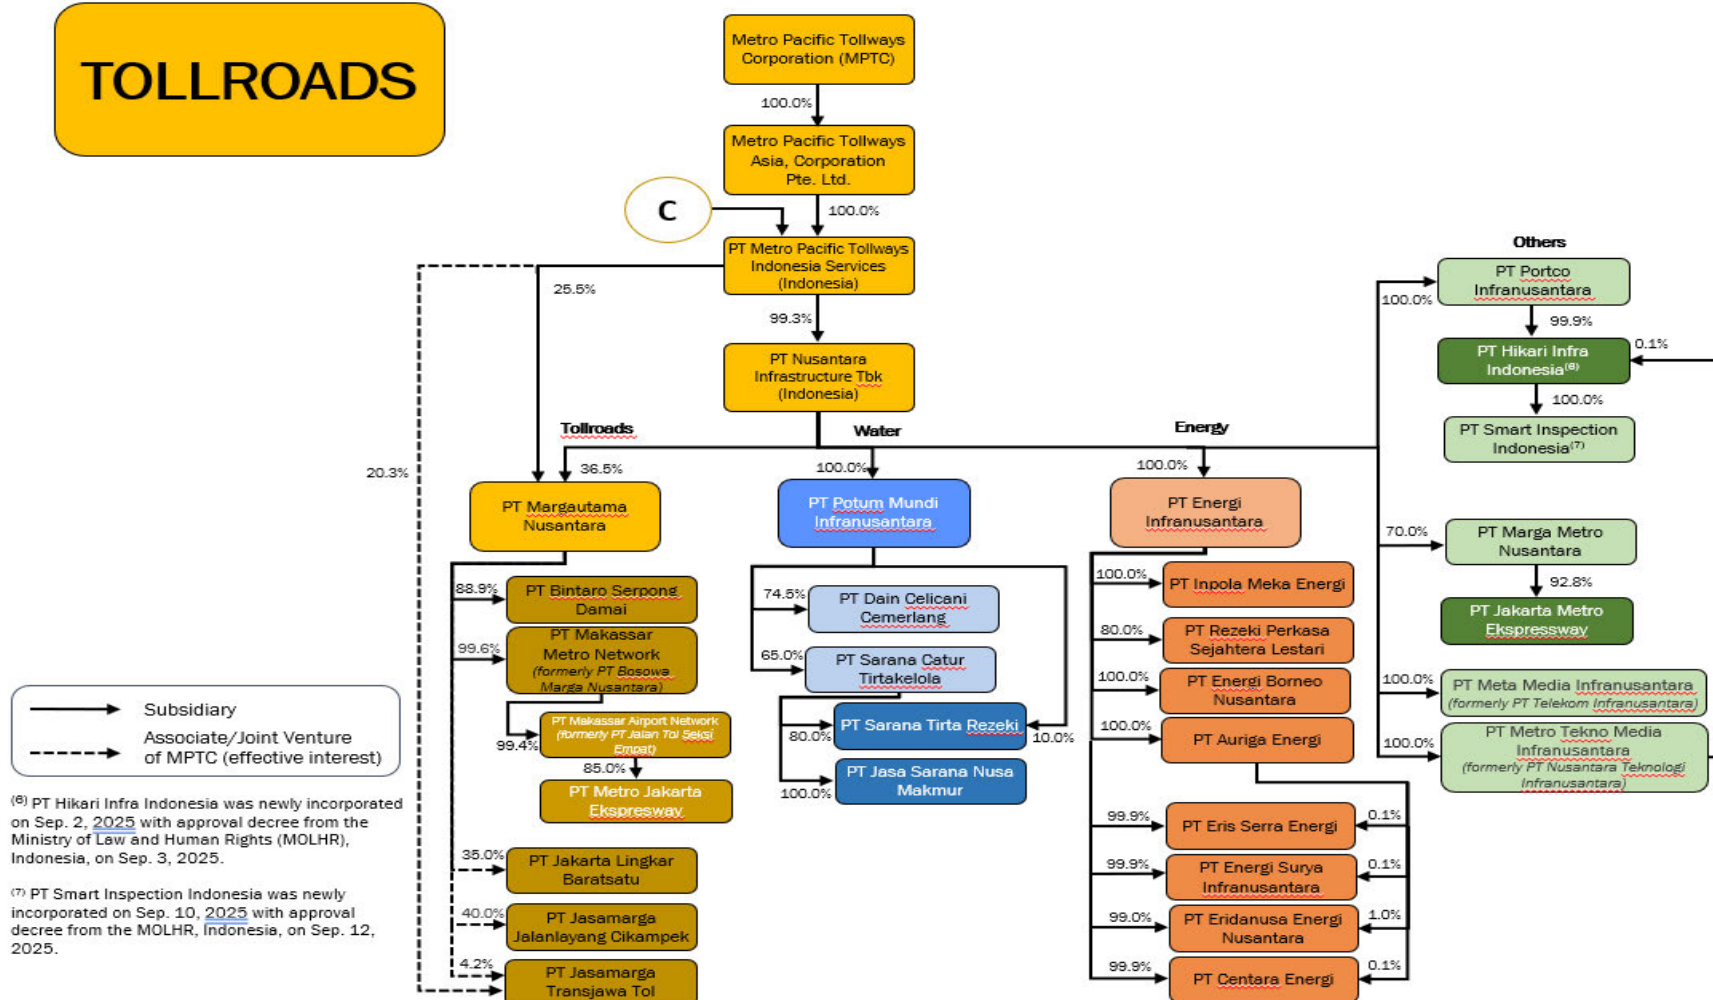 TOLLROADS
Metro Pacific Tollways
Corporation (MPTC)
100.0%
Metro Pacific Tollways
Asia, Corporation
Pte. Ltd.
C
100.0%
PT Metro Pacific Tollways
Indonesia Services
(Indonesia)
25.5%
99.3%
PT Nusantara
Infrastructure Tbk
(Indonesia)
20.3%
Tollroads
36.5%
PT Margautama
Nusantara
88.9%
PT Bintaro Serpong
Damai
99.6%
PT Makassar
Metro Network
(formerly PT Bosowa
Marga Nusantara)
99.4%
PT Makassar Airport Network
(formerly PT Jalan Tol Seksi
Empat)
85.0%
PT Metro Jakarta
Ekspresway
35.0%
PT Jakarta Lingkar
Baratsatu
40.0%
PT Jasamarga
Jalanlayang Cikampek
4.2%
PT Jasamarga
Transjawa Tol
Water
100.0%
PT Potum Mundi
Infranusantara
74.5%
PT Dain Celicani
Cemerlang
65.0%
PT Sarana Catur
Tirtakelola
80.0%
PT Sarana Tirta Rezeki
10.0%
100.0%
PT Jasa Sarana Nusa
Makmur
Energy
100.0%
PT Energi
Infranusantara
100.0%
PT Inpola Meka Energi
80.0%
PT Rezeki Perkasa
Sejahtera Lestari
100.0%
PT Energi Borneo
Nusantara
100.0%
PT Auriga Energi
99.9%
PT Eris Serra Energi
0.1%
99.9%
PT Energi Surya
Infranusantara
0.1%
99.0%
PT Eridanusa Energi
Nusantara
1.0%
99.9%
PT Centara Energi
0.1%
Others
100.0%
PT Portco
Infranusantara
99.9%
PT Hikari Infra
Indonesia(6)
0.1%
100.0%
PT Smart Inspection
Indonesia(7)
70.0%
PT Marga Metro
Nusantara
92.8%
PT Jakarta Metro
Ekspressway
100.0%
PT Meta Media Infranusantara
(formerly PT Telekom Infranusantara)
100.0%
PT Metro Tekno Media
Infranusantara
(formerly PT Nusantara Teknologi
Infranusantara)
Subsidiary
Associate/Joint Venture
of MPTC (effective interest)
(6) PT Hikari Infra Indonesia was newly incorporated
on Sep. 2, 2025 with approval decree from the
Ministry of Law and Human Rights (MOLHR),
Indonesia, on Sep. 3, 2025.
(7) PT Smart Inspection Indonesia was newly
incorporated on Sep. 10, 2025 with approval
decree from the MOLHR, Indonesia, on Sep. 12,
2025.